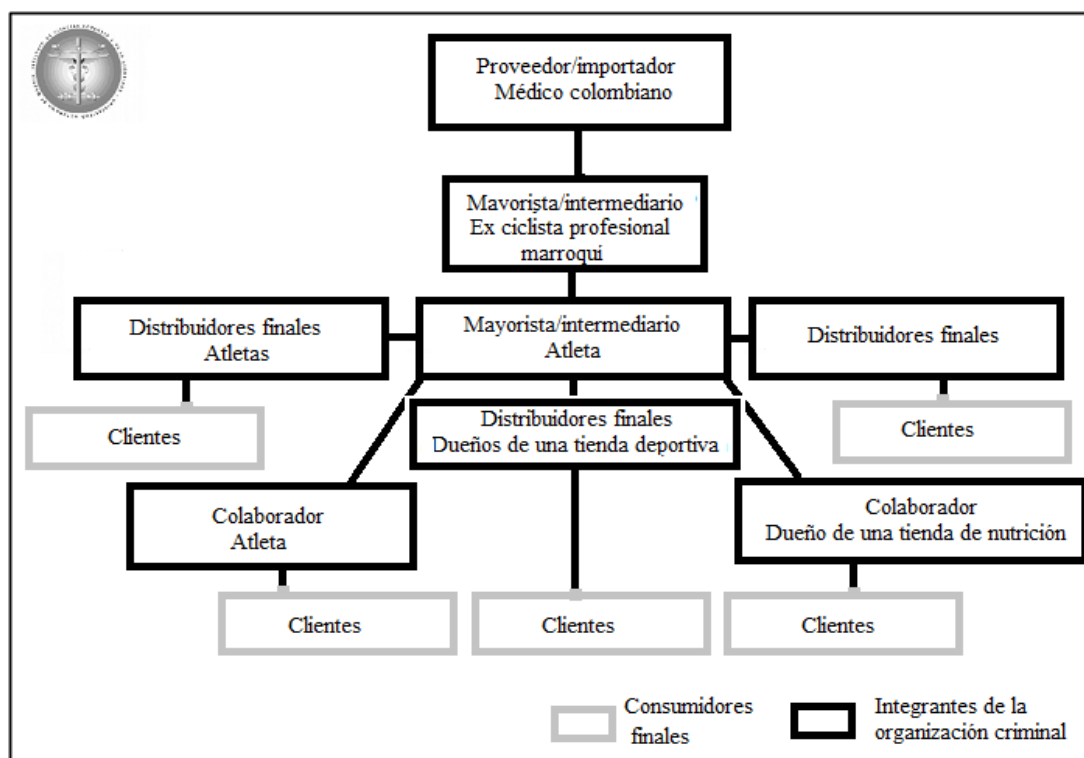 Proveedor/importador
Médico colombiano
Mayorista/intermediario
Ex ciclista profesional
marroquí
Distribuidores finales
Atletas
Mayorista/intermediario
Atleta
Distribuidores finales
Clientes
Distribuidores finales
Dueños de una tienda deportiva
Clientes
Colaborador
Atleta
Colaborador
Dueño de una tienda de nutrición
Clientes
Clientes
Clientes
Consumidores
finales
Integrantes de la
organización criminal